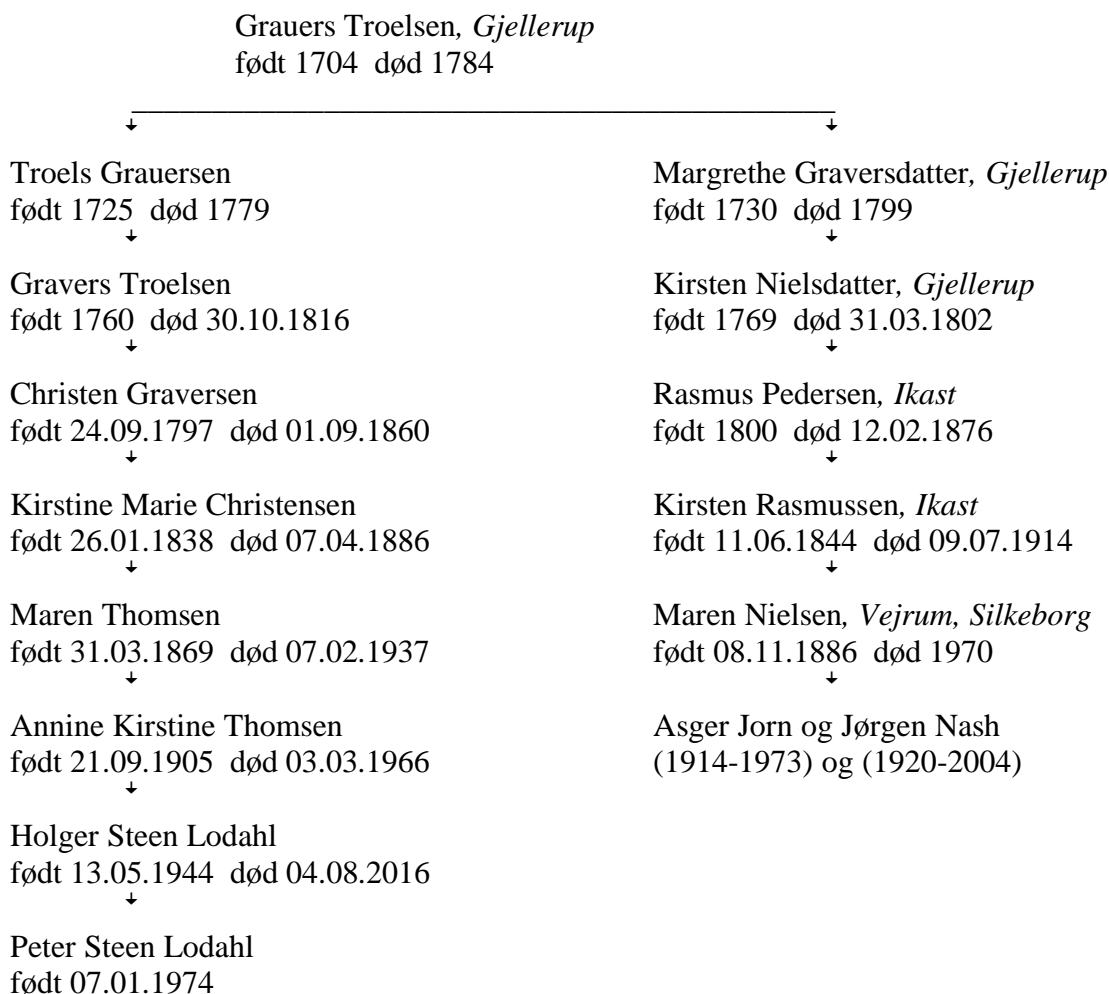 Grauers Troelsen, Gjellerup
født 1704 død 1784
Troels Grauersen
født 1725 død 1779
Gravers Troelsen
født 1760 død 30.10.1816
Christen Graversen
født 24.09.1797 død 01.09.1860
Kirstine Marie Christensen
født 26.01.1838 død 07.04.1886
Maren Thomsen
født 31.03.1869 død 07.02.1937
Annine Kirstine Thomsen
født 21.09.1905 død 03.03.1966
Holger Steen Lodahl
født 13.05.1944 død 04.08.2016
Peter Steen Lodahl
født 07.01.1974
Margrethe Graversdatter, Gjellerup
født 1730 død 1799
Kirsten Nielsdatter, Gjellerup
født 1769 død 31.03.1802
Rasmus Pedersen, Ikast
født 1800 død 12.02.1876
Kirsten Rasmussen, Ikast
født 11.06.1844 død 09.07.1914
Maren Nielsen, Vejrum, Silkeborg
født 08.11.1886 død 1970
Asger Jorn og Jørgen Nash
(1914-1973) og (1920-2004)